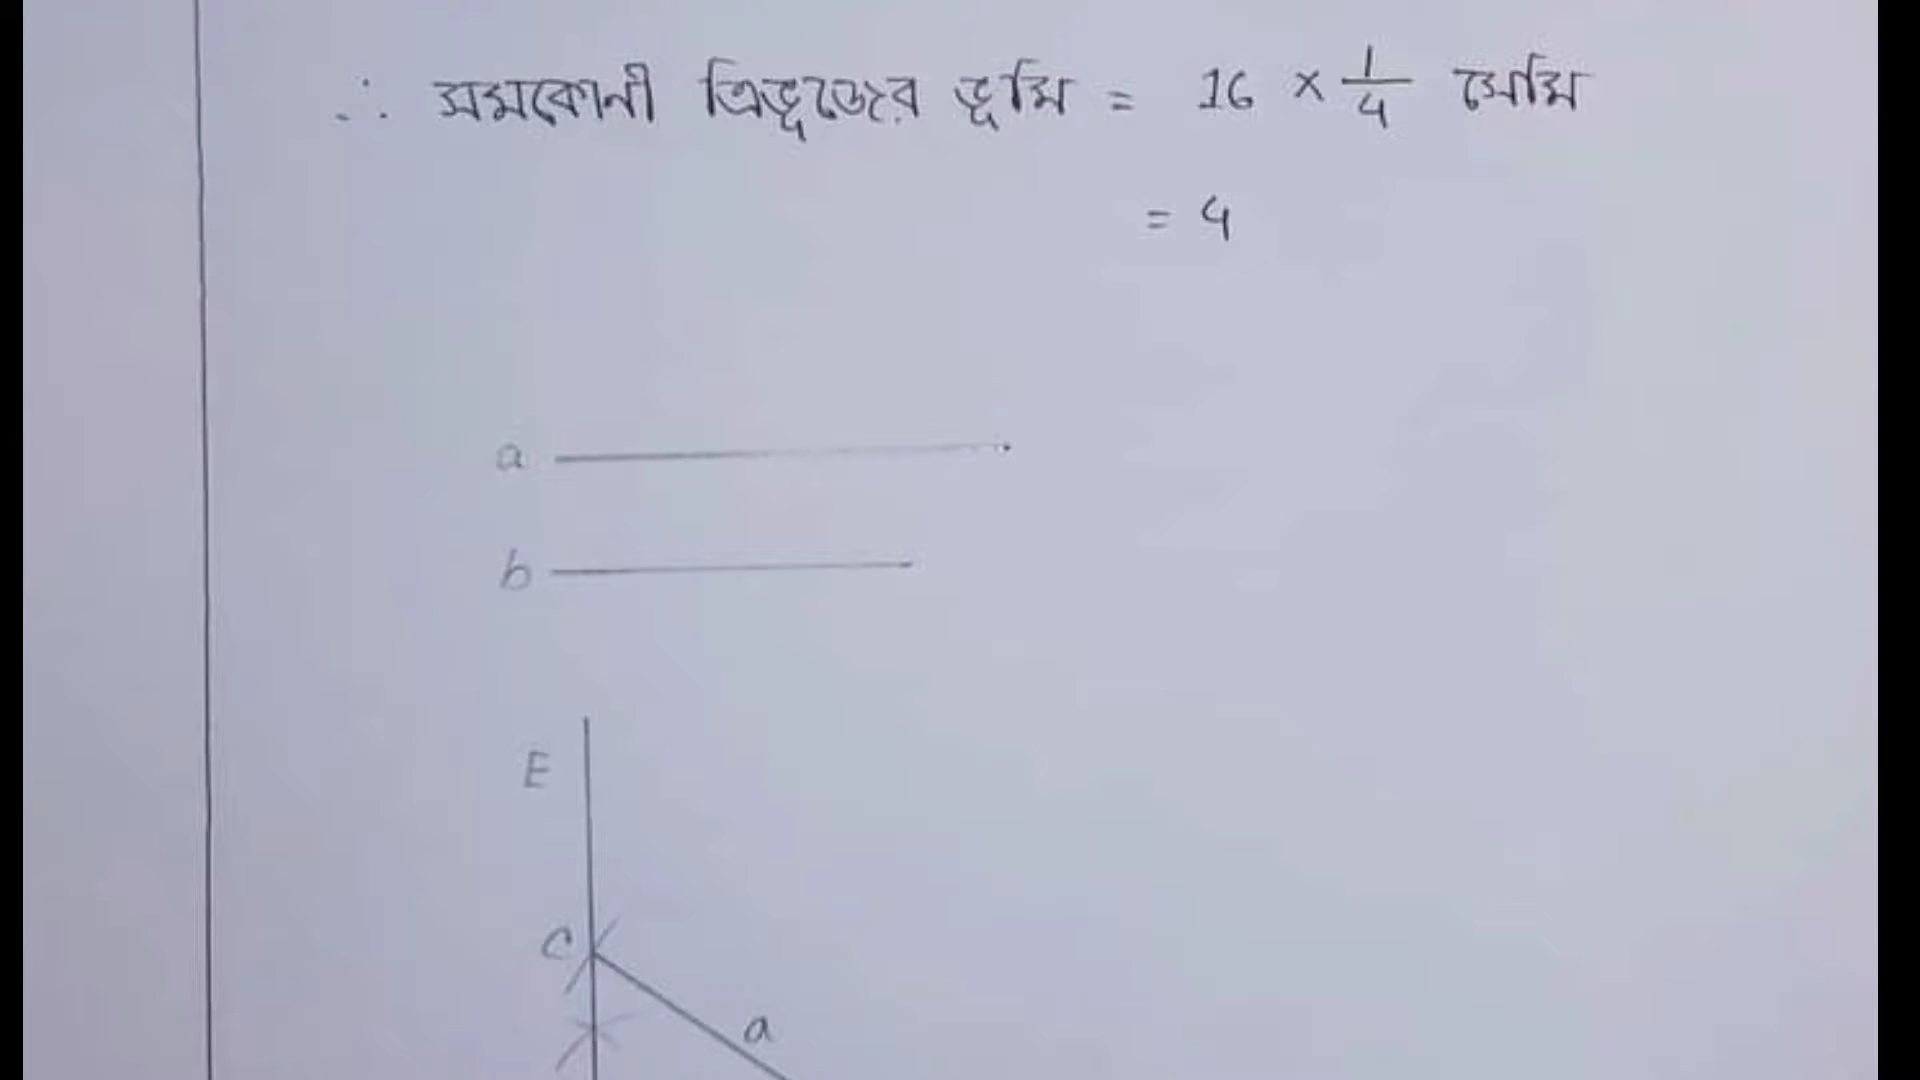 ∴ সমকোনী ত্রিভূজের ভূমি = 16 × 1/4 সেমি
= 4
a
b
E
C
a